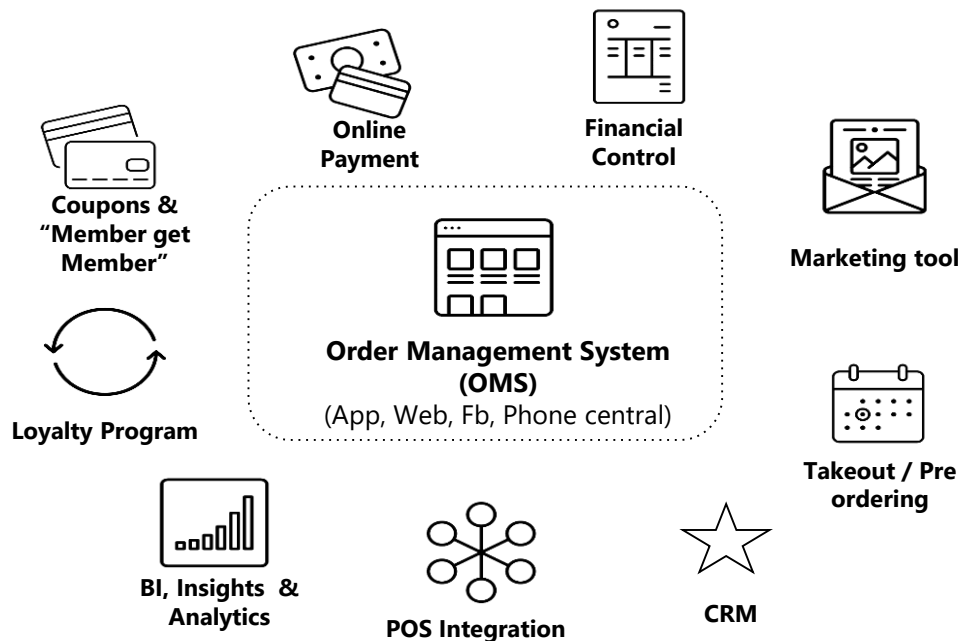 Online
Payment
Financial
Control
Coupons &
“Member get
Member”
Marketing tool
Order Management System
(OMS)
(App, Web, Fb, Phone central)
Loyalty Program
Takeout / Pre
ordering
BI, Insights &
Analytics
POS Integration
CRM